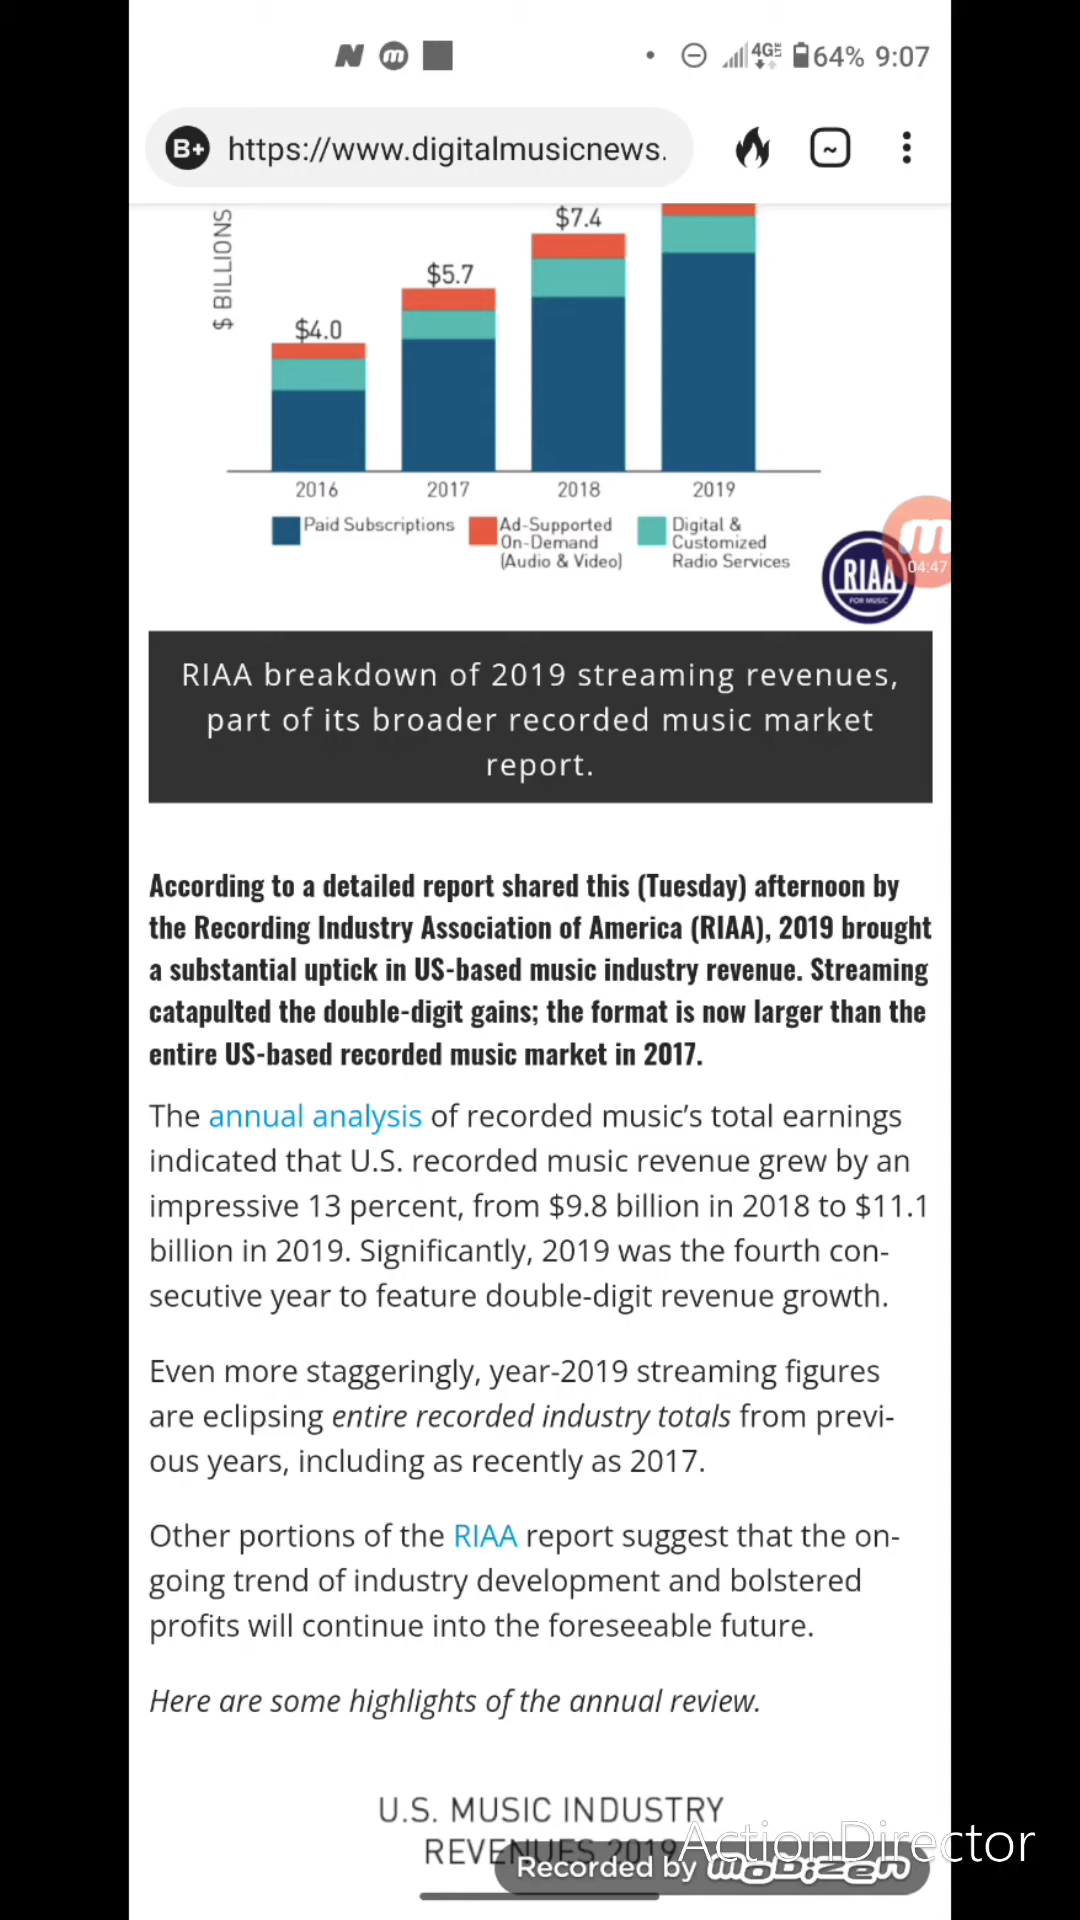 N m 4G LTE 64% 9:07
B+ https://www.digitalmusicnews.
$ BILLIONS
$7.4
$5.7
$4.0
2016 2017 2018 2019
Paid Subscriptions
Ad-Supported
On-Demand
(Audio & Video)
Digital &
Customized
Radio Services
RIAA
FOR MUSIC
m
04:47
RIAA breakdown of 2019 streaming revenues,
part of its broader recorded music market
report.
According to a detailed report shared this (Tuesday) afternoon by
the Recording Industry Association of America (RIAA), 2019 brought
a substantial uptick in US-based music industry revenue. Streaming
catapulted the double-digit gains; the format is now larger than the
entire US-based recorded music market in 2017.
The annual analysis of recorded music’s total earnings
indicated that U.S. recorded music revenue grew by an
impressive 13 percent, from $9.8 billion in 2018 to $11.1
billion in 2019. Significantly, 2019 was the fourth con-
secutive year to feature double-digit revenue growth.
Even more staggeringly, year-2019 streaming figures
are eclipsing entire recorded industry totals from previ-
ous years, including as recently as 2017.
Other portions of the RIAA report suggest that the on-
going trend of industry development and bolstered
profits will continue into the foreseeable future.
Here are some highlights of the annual review.
U.S. MUSIC INDUSTRY
REVENUES 2019
ActionDirector
Recorded by mobizen